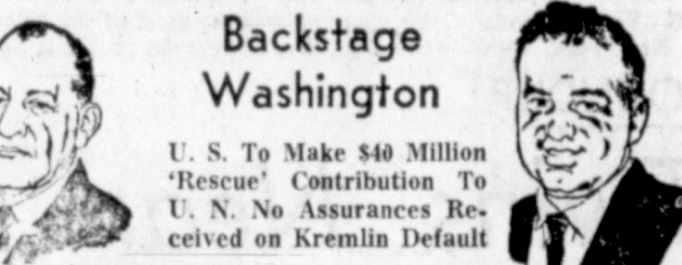 Backstage
Washington
U. S. To Make $40 Million
'Rescue' Contribution To
U. N. No Assurances Re-
ceived on Kremlin Default